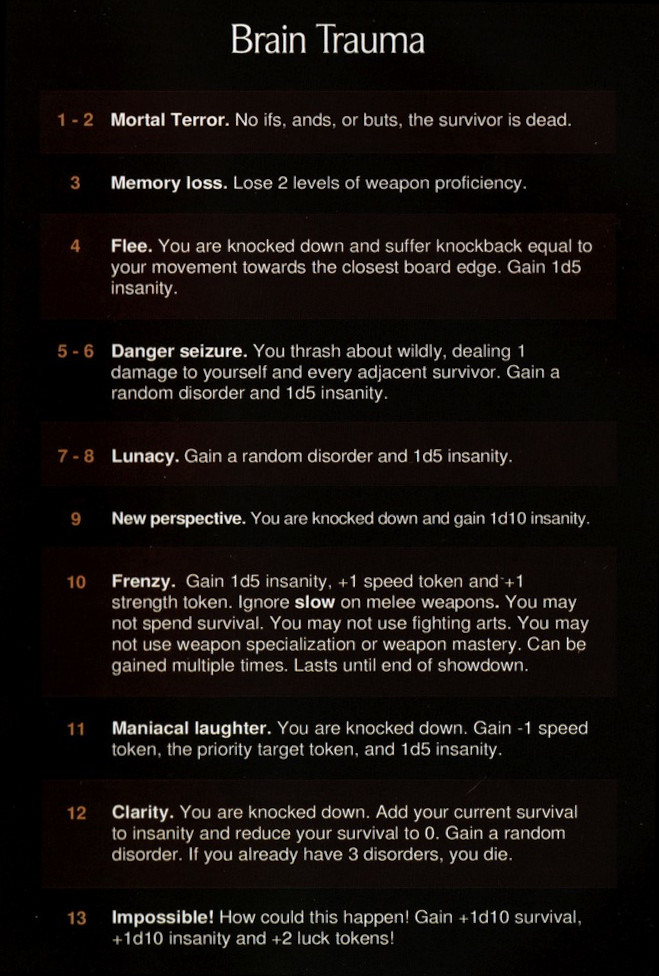 Brain Trauma
1 - 2 Mortal Terror. No ifs, ands, or buts, the survivor is dead.
3 Memory loss. Lose 2 levels of weapon proficiency.
4 Flee. You are knocked down and suffer knockback equal to
your movement towards the closest board edge. Gain 1d5
insanity.
5 - 6 Danger seizure. You thrash about wildly, dealing 1
damage to yourself and every adjacent survivor. Gain a
random disorder and 1d5 insanity.
7 - 8 Lunacy. Gain a random disorder and 1d5 insanity.
9 New perspective. You are knocked down and gain 1d10 insanity.
10 Frenzy. Gain 1d5 insanity, +1 speed token and +1
strength token. Ignore slow on melee weapons. You may
not spend survival. You may not use fighting arts. You may
not use weapon specialization or weapon mastery. Can be
gained multiple times. Lasts until end of showdown.
11 Maniacal laughter. You are knocked down. Gain -1 speed
token, the priority target token, and 1d5 insanity.
12 Clarity. You are knocked down. Add your current survival
to insanity and reduce your survival to 0. Gain a random
disorder. If you already have 3 disorders, you die.
13 Impossible! How could this happen! Gain +1d10 survival,
+1d10 insanity and +2 luck tokens!